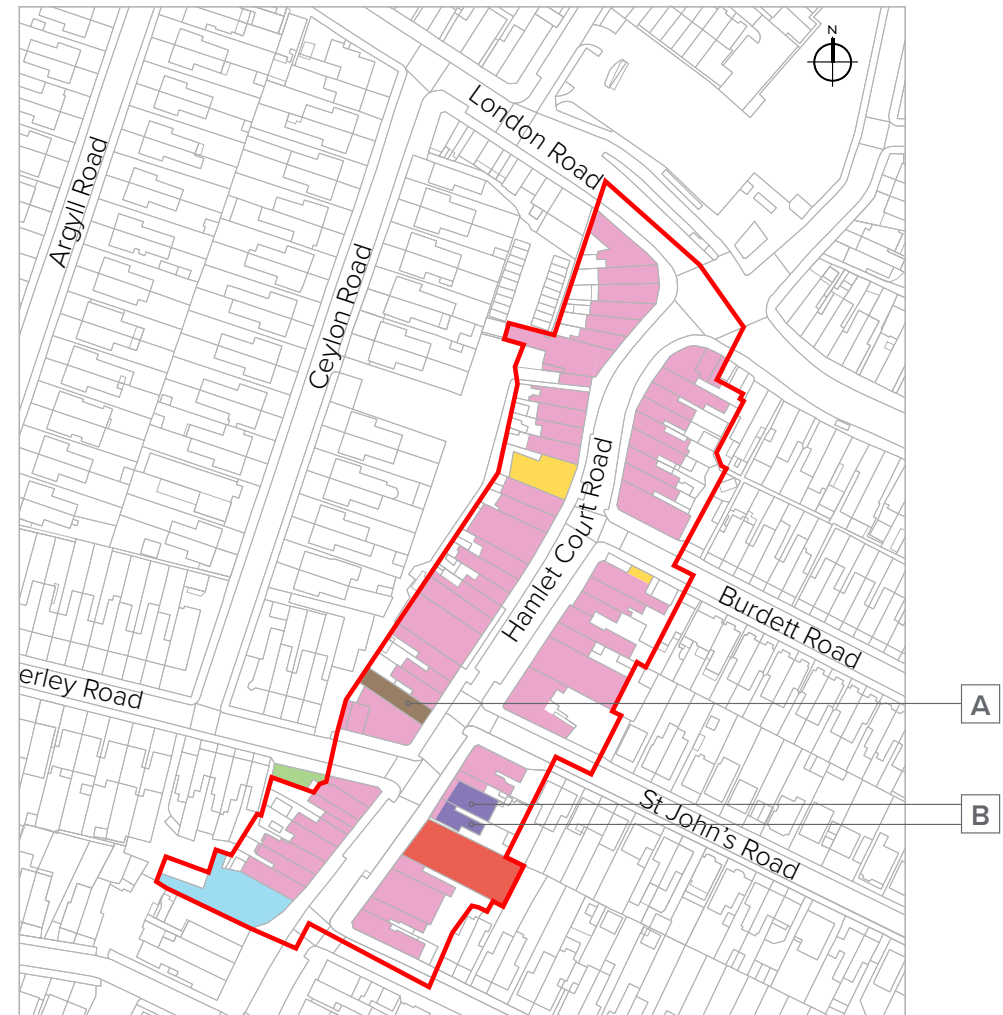 N
London Road
Argyll Road
Ceylon Road
Hamlet Court Road
Burdett Road
erley Road
A
St John's Road
B